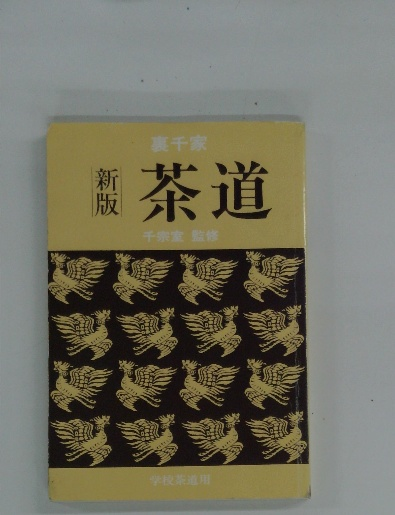 裏千家
新版 茶道
千宗室 監修
学校茶道用